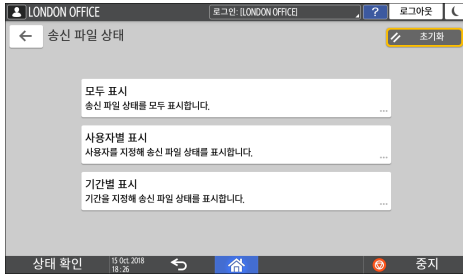 LONDON OFFICE 로그인: [LONDON OFFICE] ? 로그아웃
송신 파일 상태 초기화
모두 표시
송신 파일 상태를 모두 표시합니다.
사용자별 표시
사용자를 지정해 송신 파일 상태를 표시합니다.
기간별 표시
기간을 지정해 송신 파일 상태를 표시합니다.
상태 확인 15 Oct. 2018 중지
18:26